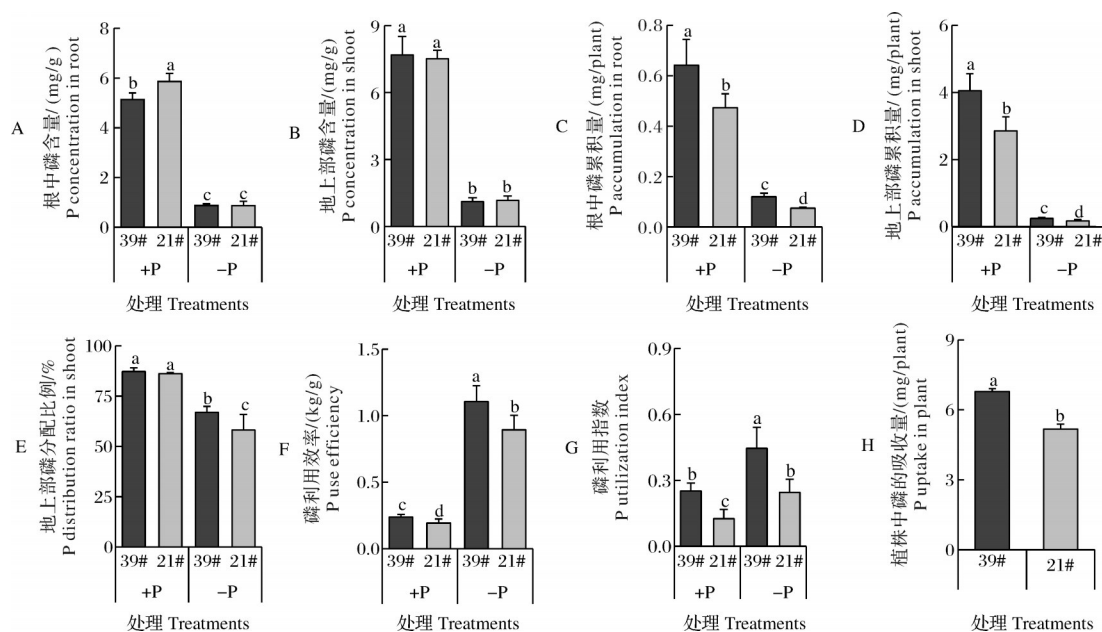 A
根中磷含量/(mg/g)
P concentration in root
8
6
4
2
0
b
a
c
c
39# 21# 39# 21#
+P −P
处理 Treatments
B
地上部磷含量/(mg/g)
P concentration in shoot
9
6
3
0
a
a
b
b
39# 21# 39# 21#
+P −P
处理 Treatments
C
根中磷累积量/(mg/plant)
P accumulation in root
0.8
0.6
0.4
0.2
0.0
a
b
c
d
39# 21# 39# 21#
+P −P
处理 Treatments
D
地上部磷累积量/(mg/plant)
P accumulation in shoot
6
4
2
0
a
b
c
d
39# 21# 39# 21#
+P −P
处理 Treatments
E
地上部磷分配比例/%
P distribution ratio in shoot
100
75
50
25
0
a
a
b
c
39# 21# 39# 21#
+P −P
处理 Treatments
F
磷利用效率/(kg/g)
P use efficiency
1.5
1.0
0.5
0.0
c
d
a
b
39# 21# 39# 21#
+P −P
处理 Treatments
G
磷利用指数
P utilization index
0.9
0.6
0.3
0.0
b
c
a
b
39# 21# 39# 21#
+P −P
处理 Treatments
H
植株中磷的吸收量/(mg/plant)
P uptake in plant
9
6
3
0
a
b
39# 21#
处理 Treatments